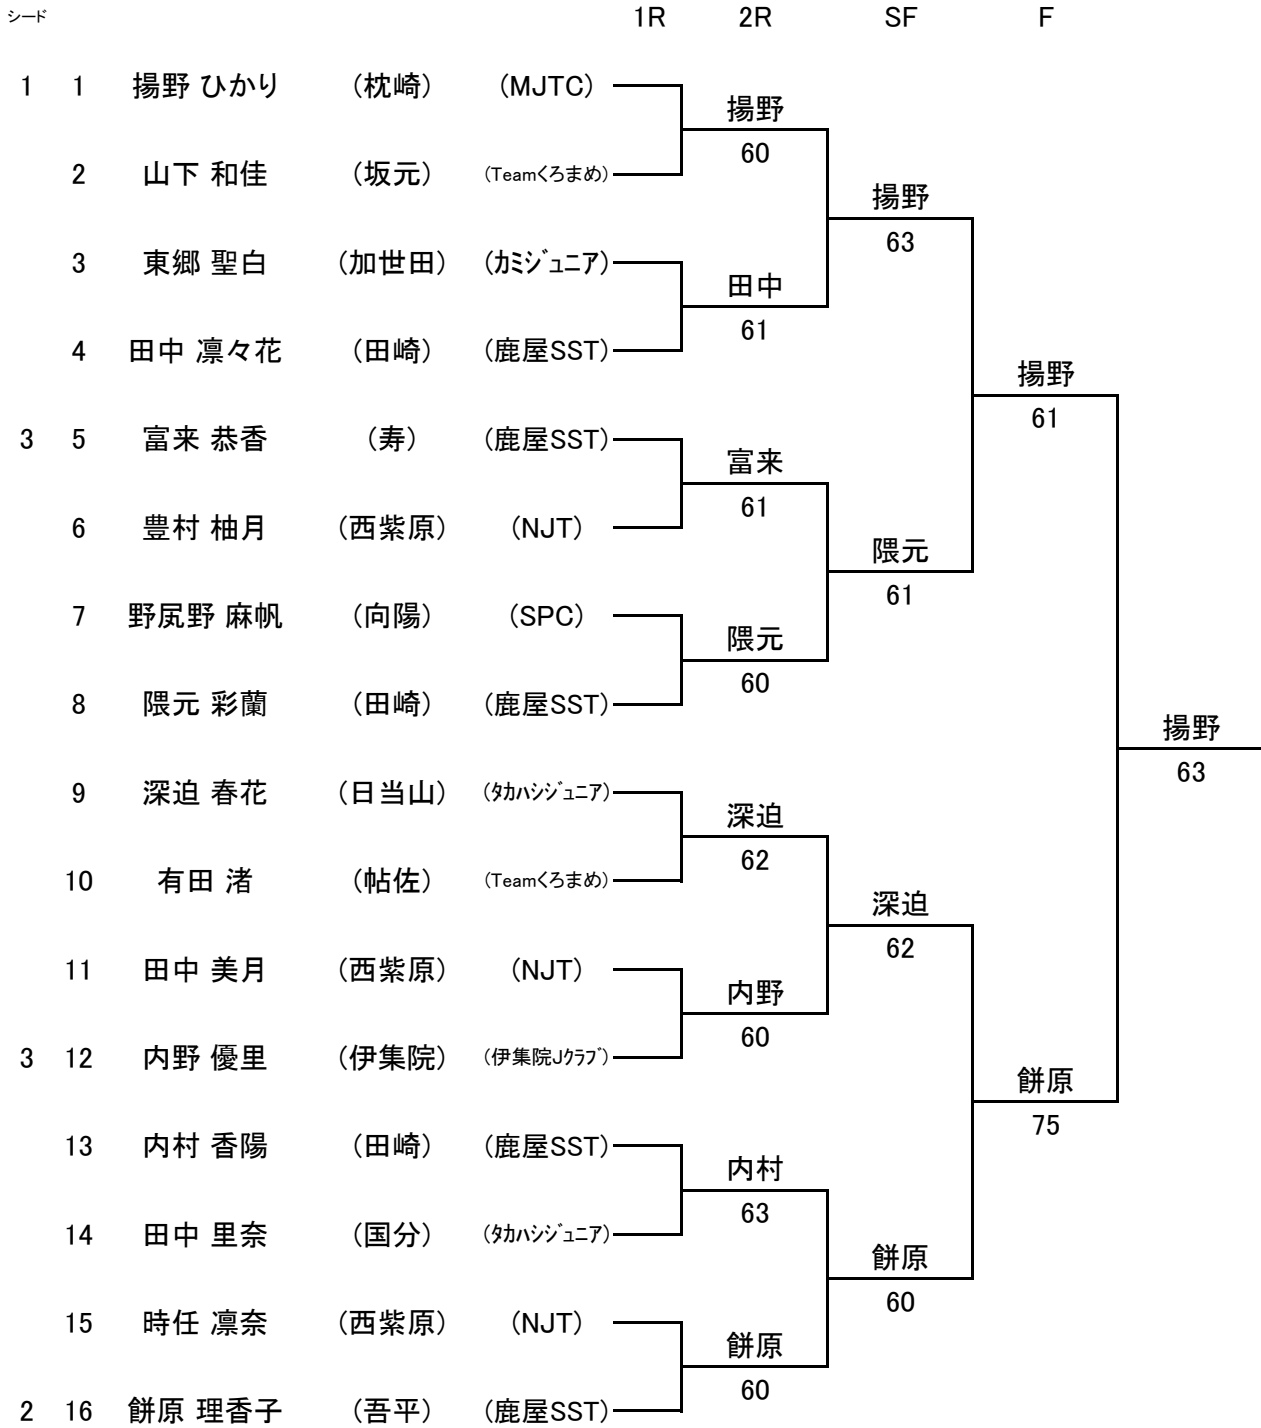 シード 1R 2R SF F
1 1 揚野 ひかり (枕崎) (MJTC)
揚野
60
2 山下 和佳 (坂元) (Teamくろまめ)
揚野
63
3 東郷 聖白 (加世田) (カミジュニア)
田中
61
4 田中 凛々花 (田崎) (鹿屋SST)
揚野
61
3 5 富来 恭香 (寿) (鹿屋SST)
富来
61
6 豊村 柚月 (西紫原) (NJT)
隈元
61
7 野尻野 麻帆 (向陽) (SPC)
隈元
60
8 隈元 彩蘭 (田崎) (鹿屋SST)
揚野
63
9 深迫 春花 (日当山) (タカハシジュニア)
深迫
62
10 有田 渚 (帖佐) (Teamくろまめ)
深迫
62
11 田中 美月 (西紫原) (NJT)
内野
60
3 12 内野 優里 (伊集院) (伊集院Jクラブ)
餅原
75
13 内村 香陽 (田崎) (鹿屋SST)
内村
63
14 田中 里奈 (国分) (タカハシジュニア)
餅原
60
15 時任 凛奈 (西紫原) (NJT)
餅原
60
2 16 餅原 理香子 (吾平) (鹿屋SST)